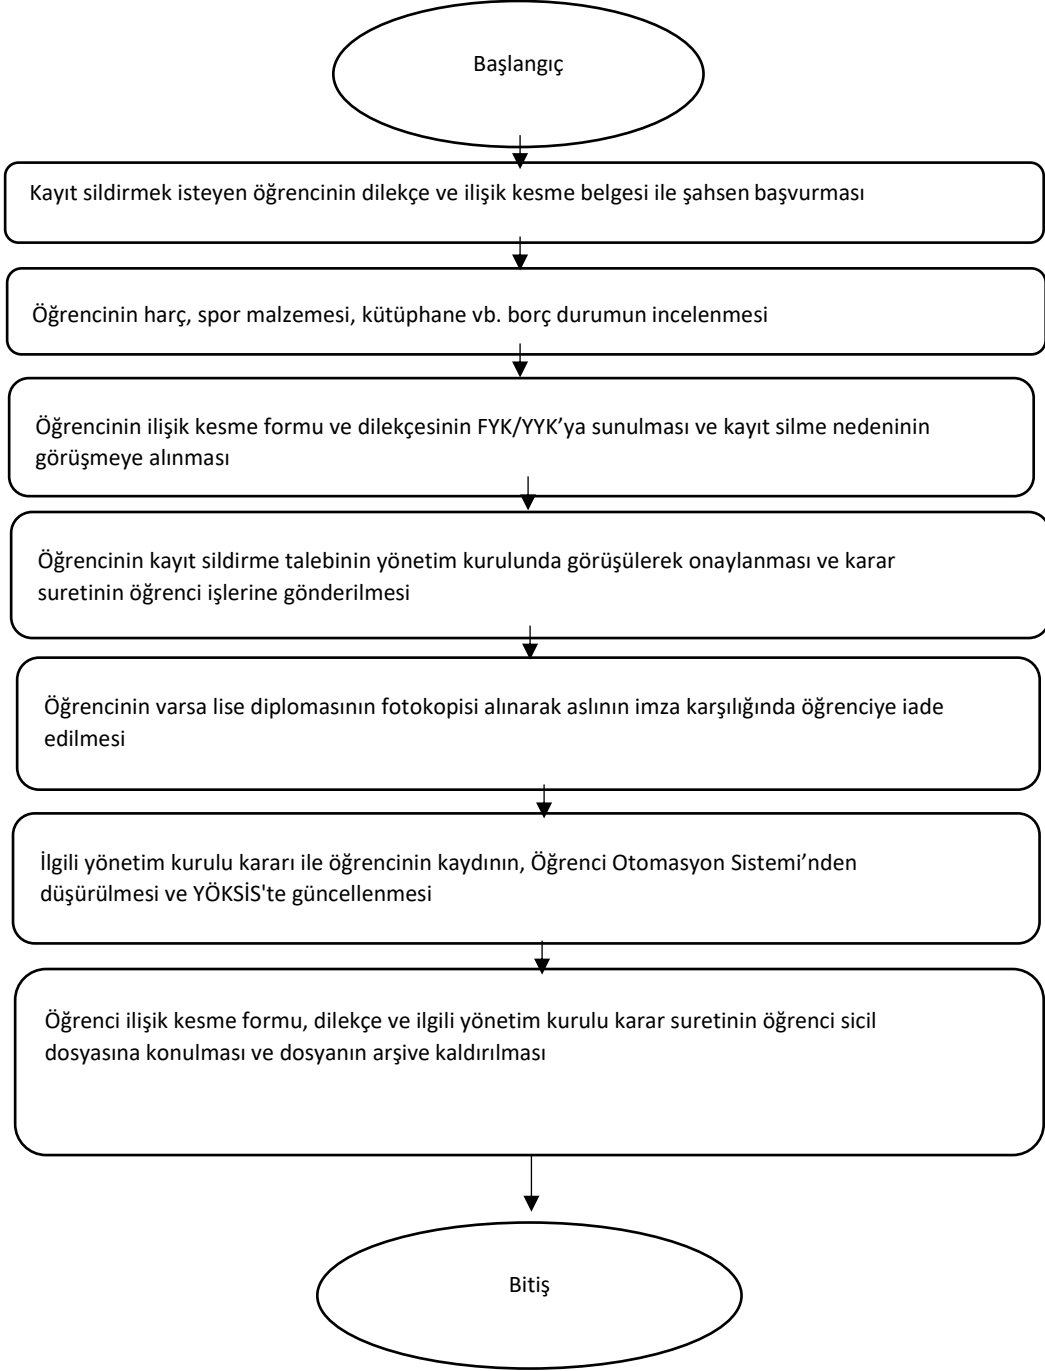 Başlangıç
Kayıt sildirmek isteyen öğrencinin dilekçe ve ilişik kesme belgesi ile şahsen başvurması
Öğrencinin harç, spor malzemesi, kütüphane vb. borç durumun incelenmesi
Öğrencinin ilişik kesme formu ve dilekçesinin FYK/YYK’ya sunulması ve kayıt silme nedeninin
görüşmeye alınması
Öğrencinin kayıt sildirme talebinin yönetim kurulunda görüşülerek onaylanması ve karar
suretinin öğrenci işlerine gönderilmesi
Öğrencinin varsa lise diplomasının fotokopisi alınarak aslının imza karşılığında öğrenciye iade
edilmesi
İlgili yönetim kurulu kararı ile öğrencinin kaydının, Öğrenci Otomasyon Sistemi’nden
düşürülmesi ve YÖKSİS'te güncellenmesi
Öğrenci ilişik kesme formu, dilekçe ve ilgili yönetim kurulu karar suretinin öğrenci sicil
dosyasına konulması ve dosyanın arşive kaldırılması
Bitiş